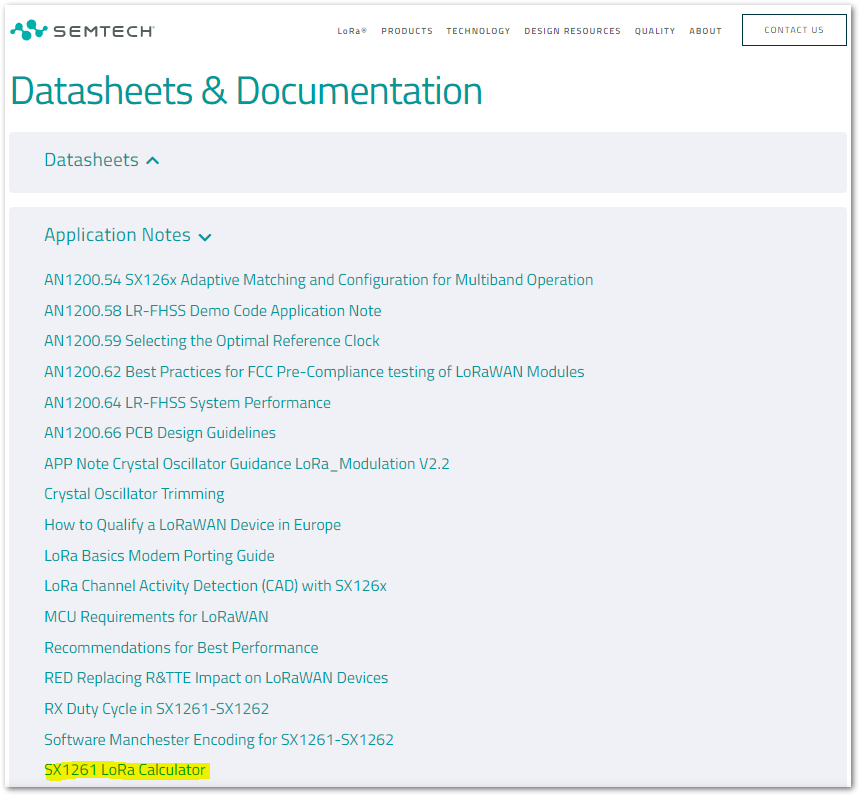 SEMTECH
LoRa® PRODUCTS TECHNOLOGY DESIGN RESOURCES QUALITY ABOUT CONTACT US
Datasheets & Documentation
Datasheets
Application Notes
AN1200.54 SX126x Adaptive Matching and Configuration for Multiband Operation
AN1200.58 LR-FHSS Demo Code Application Note
AN1200.59 Selecting the Optimal Reference Clock
AN1200.62 Best Practices for FCC Pre-Compliance testing of LoRaWAN Modules
AN1200.64 LR-FHSS System Performance
AN1200.66 PCB Design Guidelines
APP Note Crystal Oscillator Guidance LoRa_Modulation V2.2
Crystal Oscillator Trimming
How to Qualify a LoRaWAN Device in Europe
LoRa Basics Modem Porting Guide
LoRa Channel Activity Detection (CAD) with SX126x
MCU Requirements for LoRaWAN
Recommendations for Best Performance
RED Replacing R&TTE Impact on LoRaWAN Devices
RX Duty Cycle in SX1261-SX1262
Software Manchester Encoding for SX1261-SX1262
SX1261 LoRa Calculator